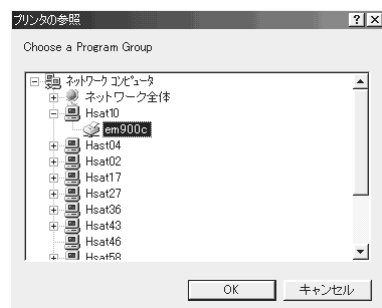 プリンタの参照
Choose a Program Group
ネットワーク コンピュータ
ネットワーク全体
Hsat10
em900c
Hast04
Hsat02
Hsat17
Hsat27
Hsat36
Hsat43
Hsat46
Hsat58
OK
キャンセル